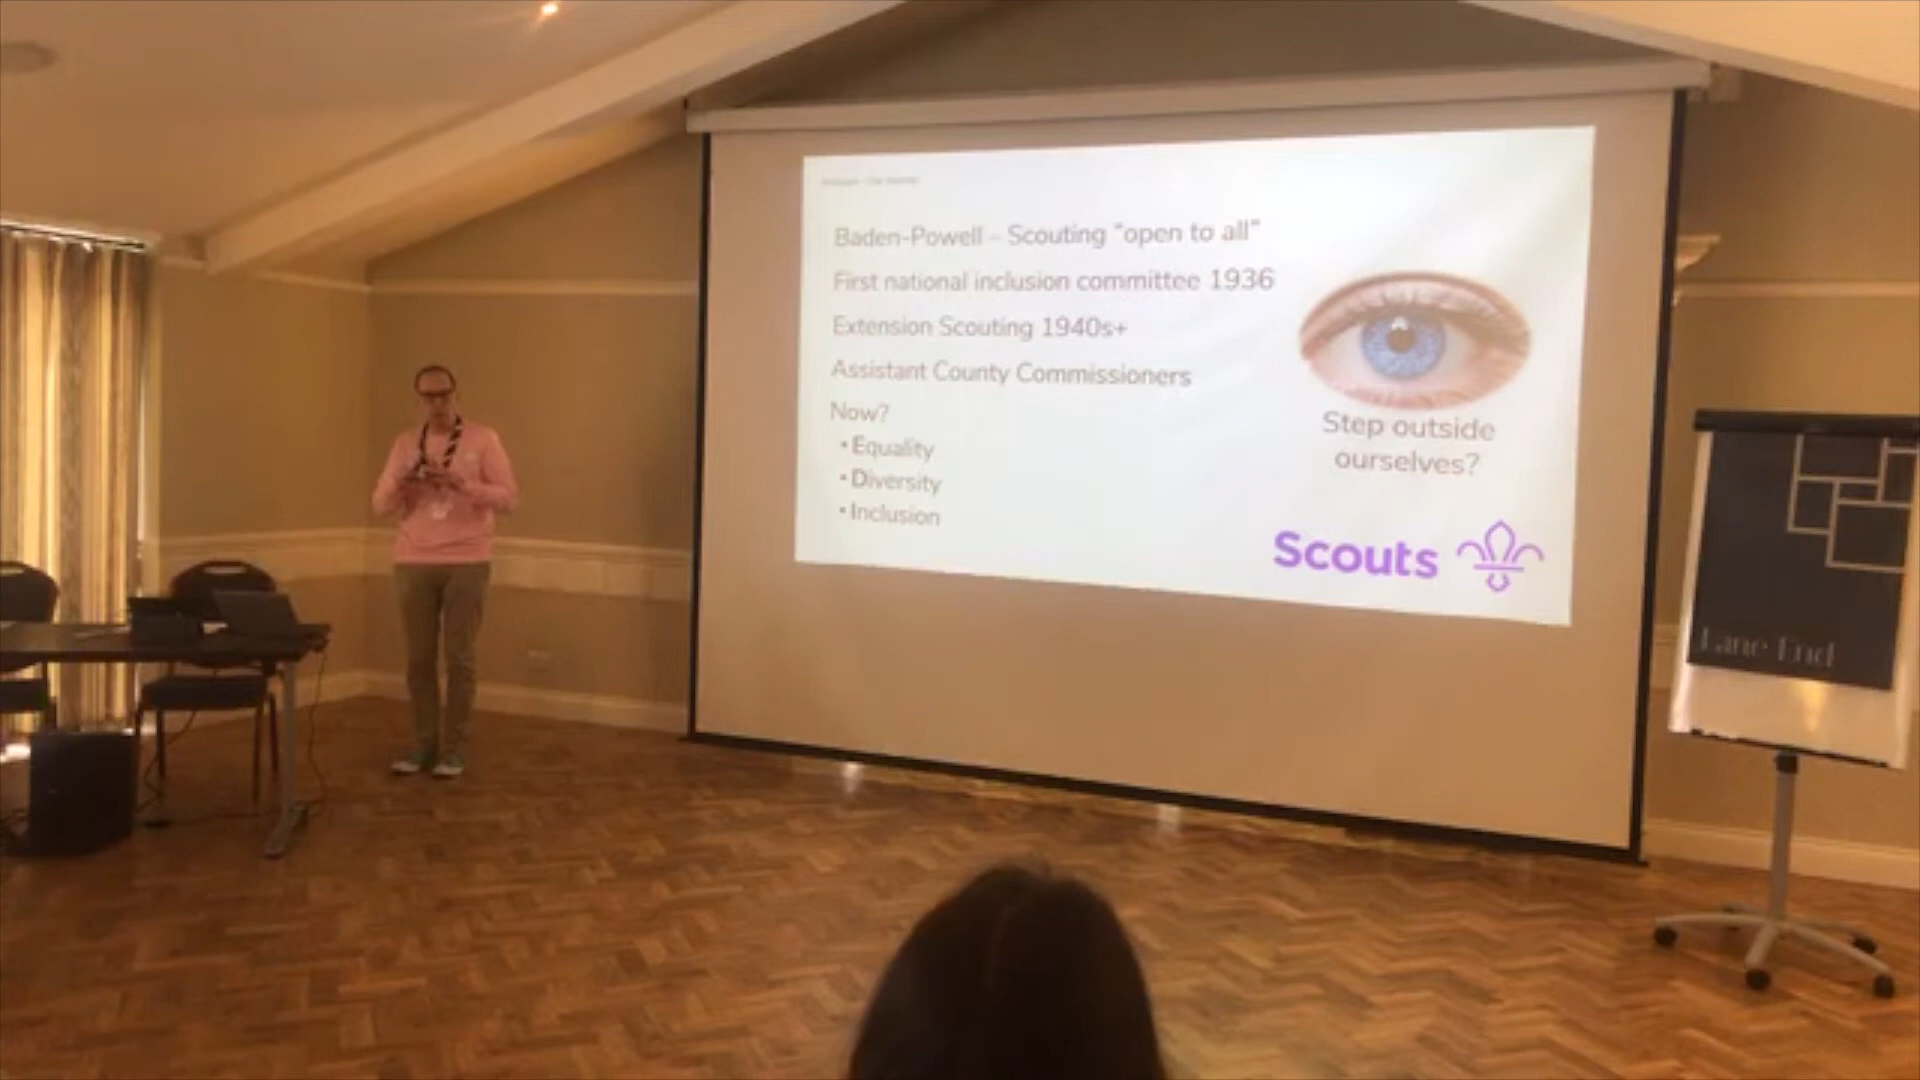 Baden-Powell – Scouting "open to all"
First national inclusion committee 1936
Extension Scouting 1940s+
Assistant County Commissioners
Now?
• Equality
• Diversity
• Inclusion
Step outside
ourselves?
Scouts
Lane End